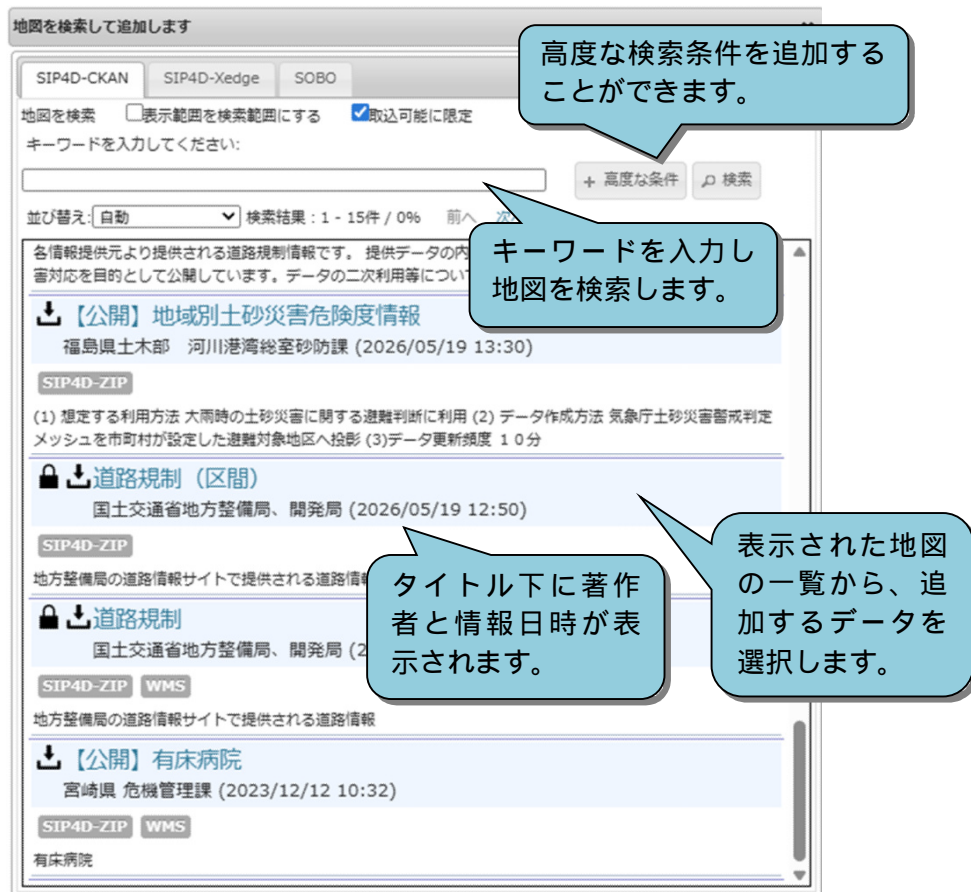 地図を検索して追加します
高度な検索条件を追加する
ことができます。
SIP4D-CKAN SIP4D-Xedge SOBO
地図を検索 表示範囲を検索範囲にする 取込可能に限定
キーワードを入力してください:
+ 高度な条件 検索
並び替え: 自動 検索結果 : 1 - 15件 / 0% 前へ
キーワードを入力し
地図を検索します。
各情報提供元より提供される道路規制情報です。 提供データの内
害対応を目的として公開しています。データの二次利用等につい
【公開】地域別土砂災害危険度情報
福島県土木部 河川港湾総室砂防課 (2026/05/19 13:30)
SIP4D-ZIP
(1) 想定する利用方法 大雨時の土砂災害に関する避難判断に利用 (2) データ作成方法 気象庁土砂災害警戒判定
メッシュを市町村が設定した避難対象地区へ投影 (3)データ更新頻度 １０分
道路規制（区間）
国土交通省地方整備局、開発局 (2026/05/19 12:50)
SIP4D-ZIP
地方整備局の道路情報サイトで提供される道路情報
タイトル下に著作
者と情報日時が表
示されます。
表示された地図
の一覧から、追
加するデータを
選択します。
道路規制
国土交通省地方整備局、開発局 (2
SIP4D-ZIP WMS
地方整備局の道路情報サイトで提供される道路情報
【公開】有床病院
宮崎県 危機管理課 (2023/12/12 10:32)
SIP4D-ZIP WMS
有床病院